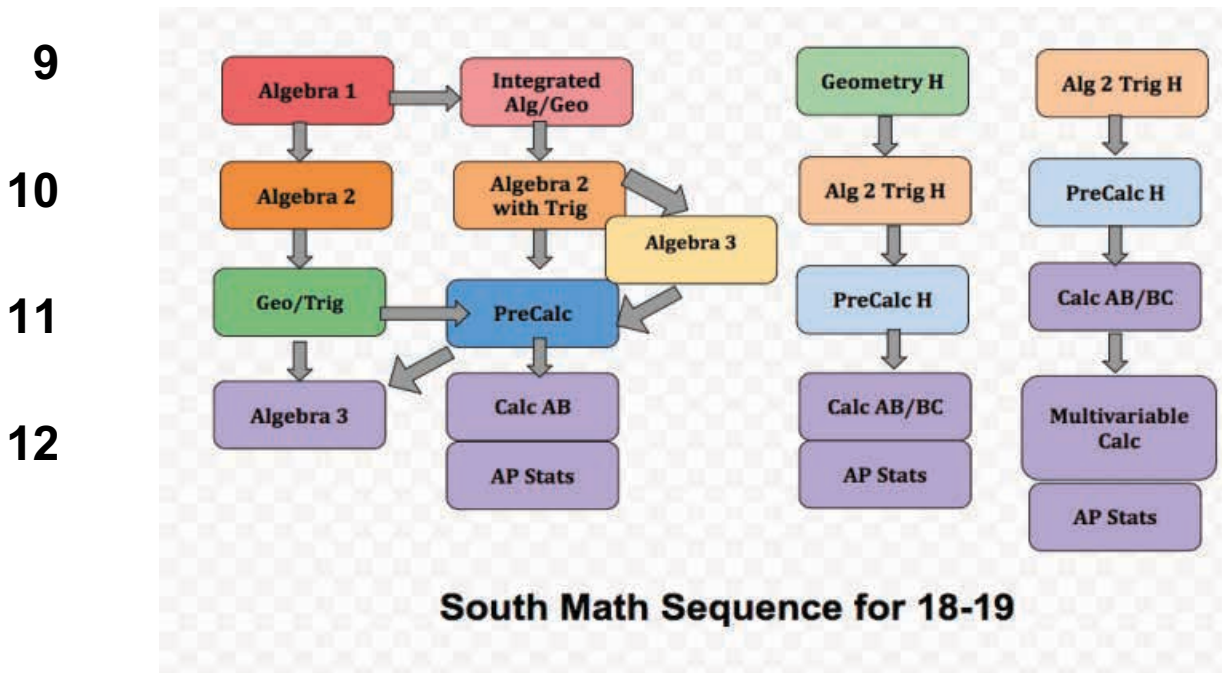 9
Algebra 1
Integrated
Alg/Geo
Geometry H
Alg 2 Trig H
10
Algebra 2
Algebra 2
with Trig
Algebra 3
Alg 2 Trig H
PreCalc H
11
Geo/Trig
PreCalc
PreCalc H
Calc AB/BC
12
Algebra 3
Calc AB
AP Stats
Calc AB/BC
AP Stats
Multivariable
Calc
AP Stats
South Math Sequence for 18-19